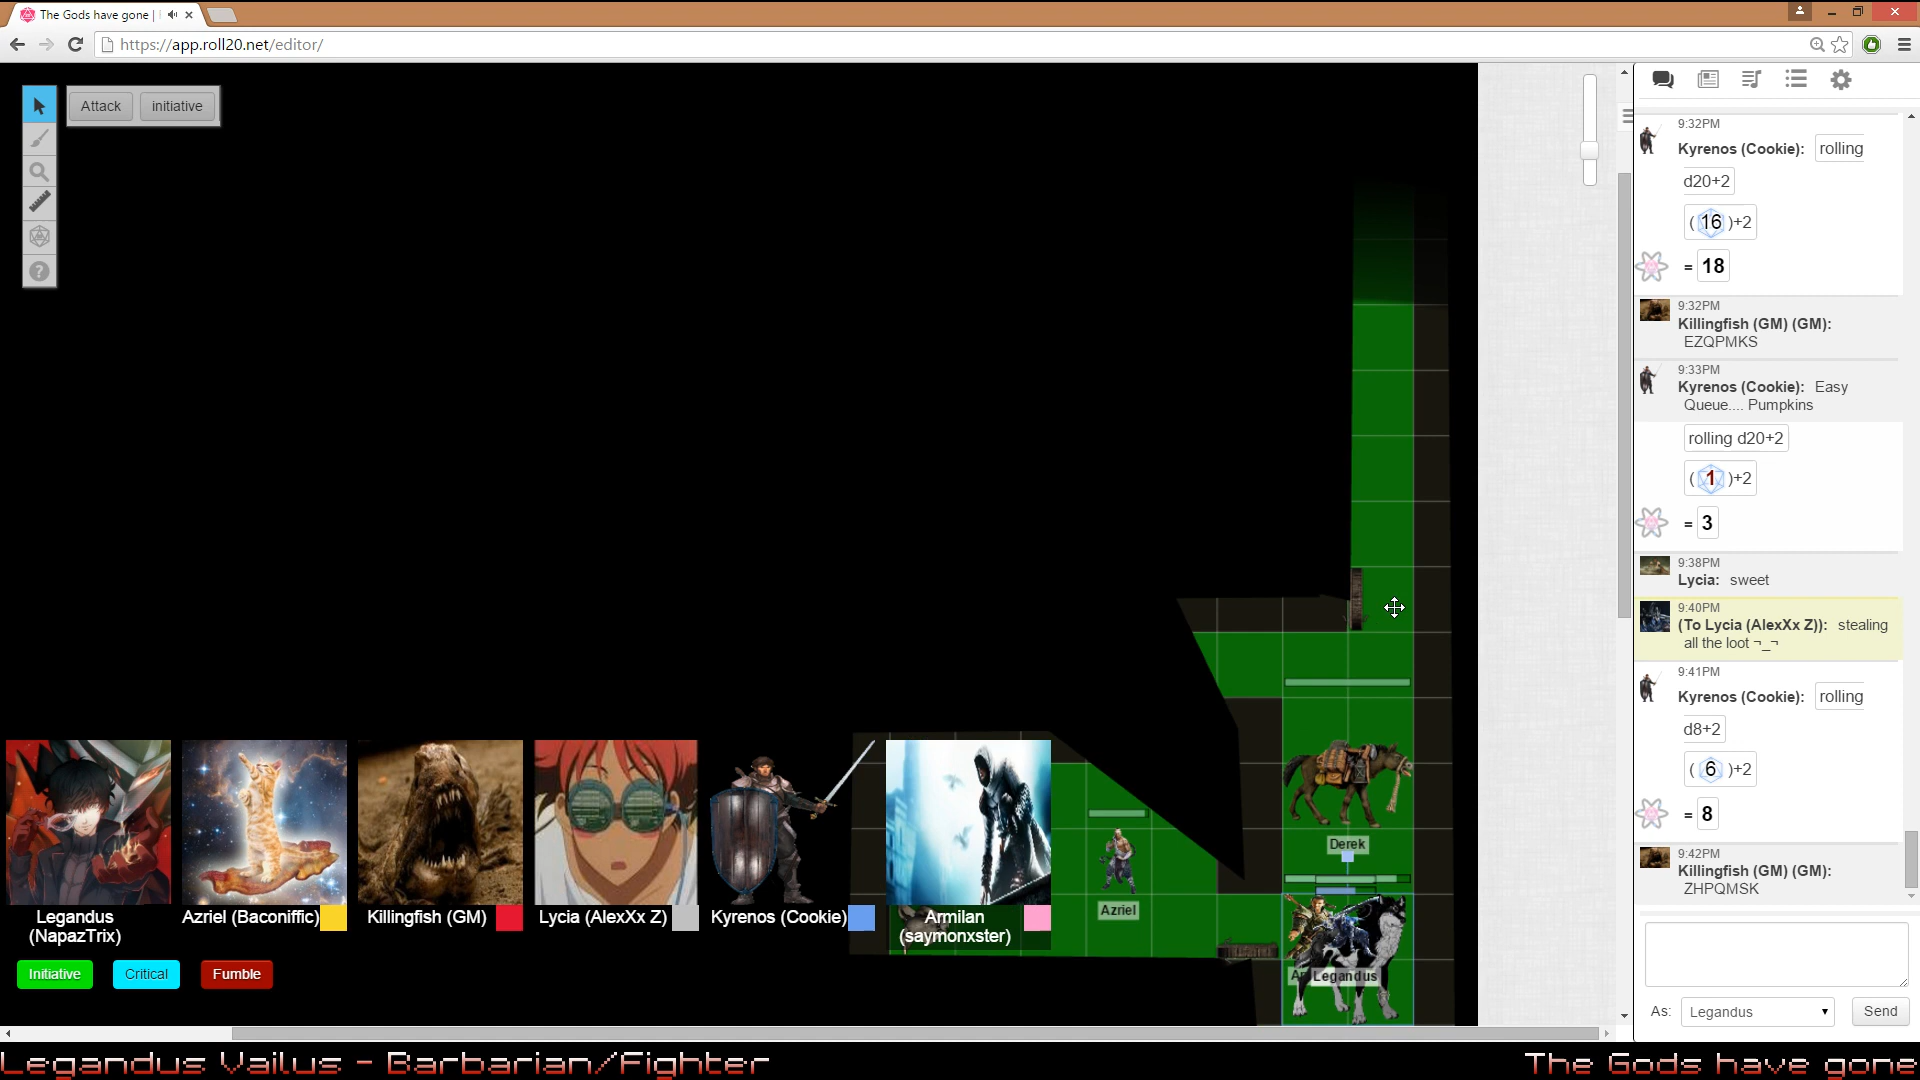 The Gods have gone |
https://app.roll20.net/editor/
Attack
initiative
9:32PM
Kyrenos (Cookie): rolling
d20+2
(16)+2
= 18
9:32PM
Killingfish (GM) (GM):
EZQPMKS
9:33PM
Kyrenos (Cookie): Easy
Queue.... Pumpkins
rolling d20+2
(1)+2
= 3
9:38PM
Lycia: sweet
9:40PM
(To Lycia (AlexXx Z)): stealing
all the loot ¬_¬
9:41PM
Kyrenos (Cookie): rolling
d8+2
(6)+2
= 8
9:42PM
Killingfish (GM) (GM):
ZHPQMSK
As: Legandus
Send
Derek
Azriel
Legandus
Legandus
(NapazTrix)
Azriel (Baconiffic)
Killingfish (GM)
Lycia (AlexXx Z)
Kyrenos (Cookie)
Armilan
(saymonxster)
Initiative
Critical
Fumble
Legandus Vailus - Barbarian/Fighter
The Gods have gone